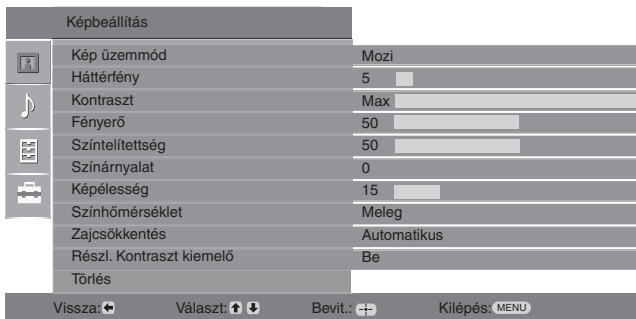 Képbeállítás
Kép üzemmód Mozi
Háttérfény 5
Kontraszt Max
Fényerő 50
Színtelítettség 50
Színárnyalat 0
Képélesség 15
Színhőmérséklet Meleg
Zajcsökkentés Automatikus
Részl. Kontraszt kiemelő Be
Törlés
Vissza: Választ: Bevit.: Kilépés: MENU